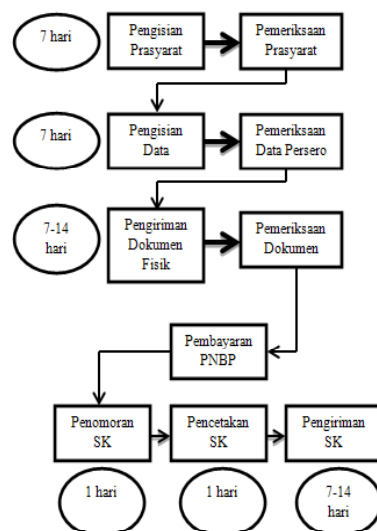 7 hari
Pengisian
Prasyarat
Pemeriksaan
Prasyarat
7 hari
Pengisian
Data
Pemeriksaan
Data Persero
7-14
hari
Pengiriman
Dokumen
Fisik
Pemeriksaan
Dokumen
Pembayaran
PNBP
Penomoran
SK
Pencetakan
SK
Pengiriman
SK
1 hari
1 hari
7-14
hari